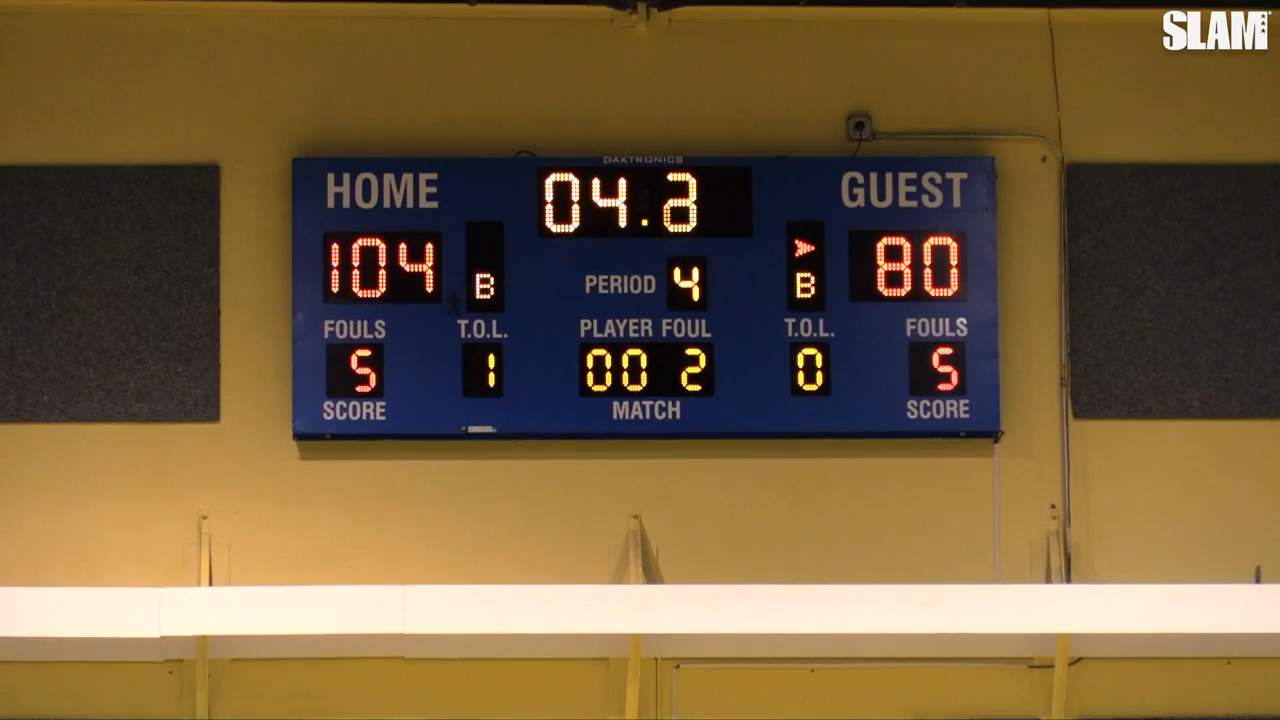 SLAM
DAKTRONICS
HOME 04.2 GUEST
104 B PERIOD 4 B 80
FOULS T.O.L. PLAYER FOUL T.O.L. FOULS
5 1 00 2 0 5
SCORE MATCH SCORE